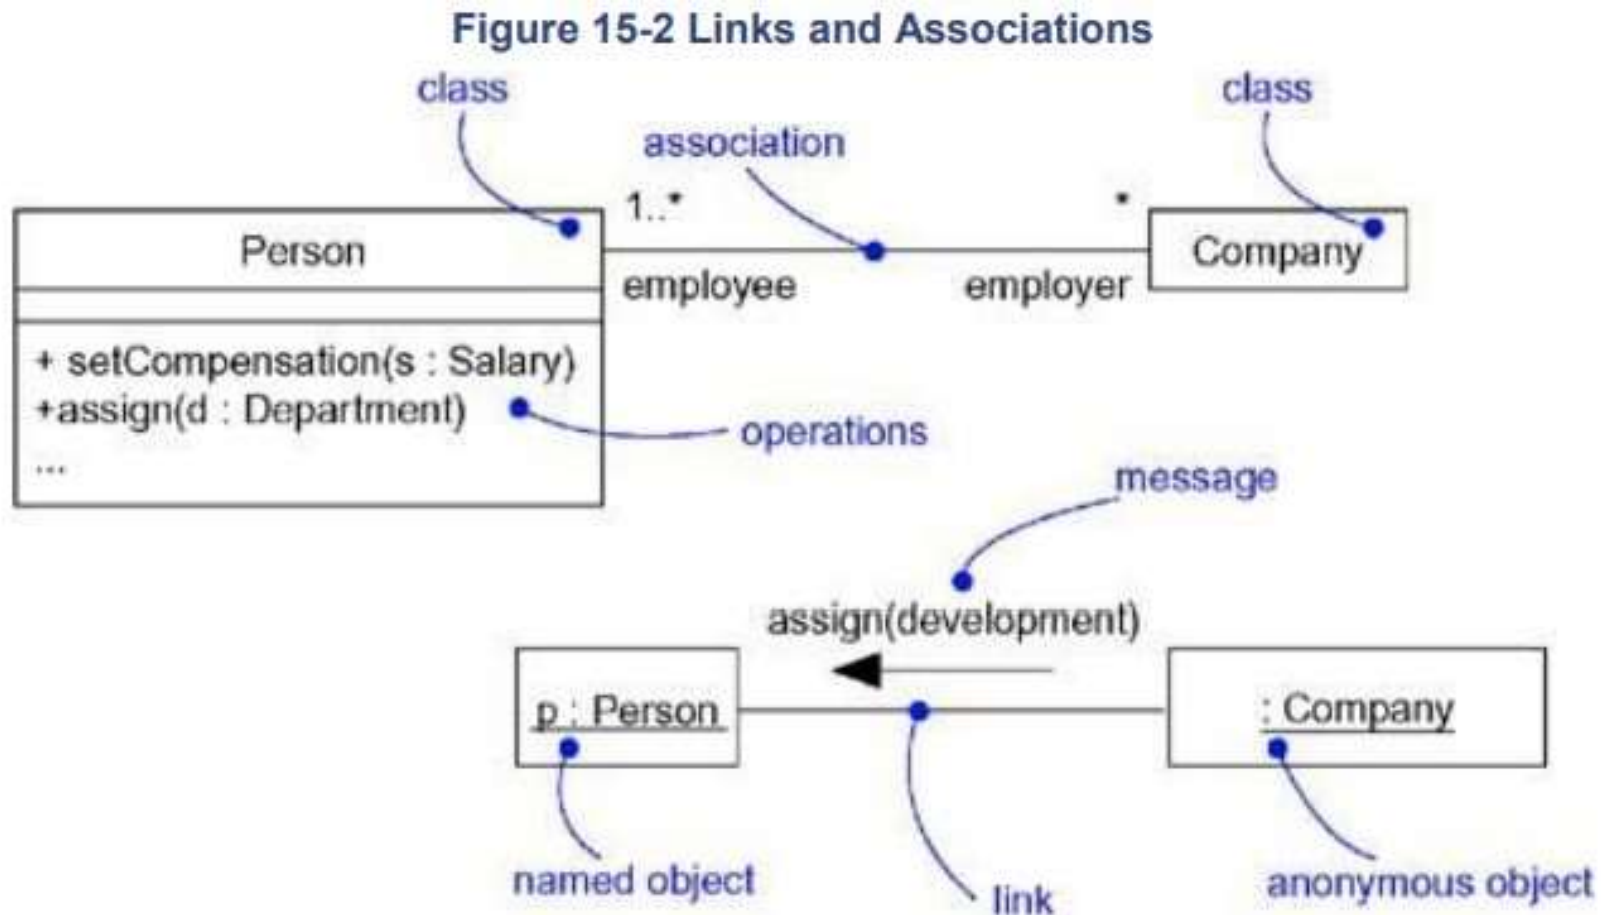 Figure 15-2 Links and Associations
class
class
association
1..*
*
Person
Company
employee
employer
+ setCompensation(s : Salary)
+assign(d : Department)
...
operations
message
assign(development)
p : Person
: Company
named object
link
anonymous object